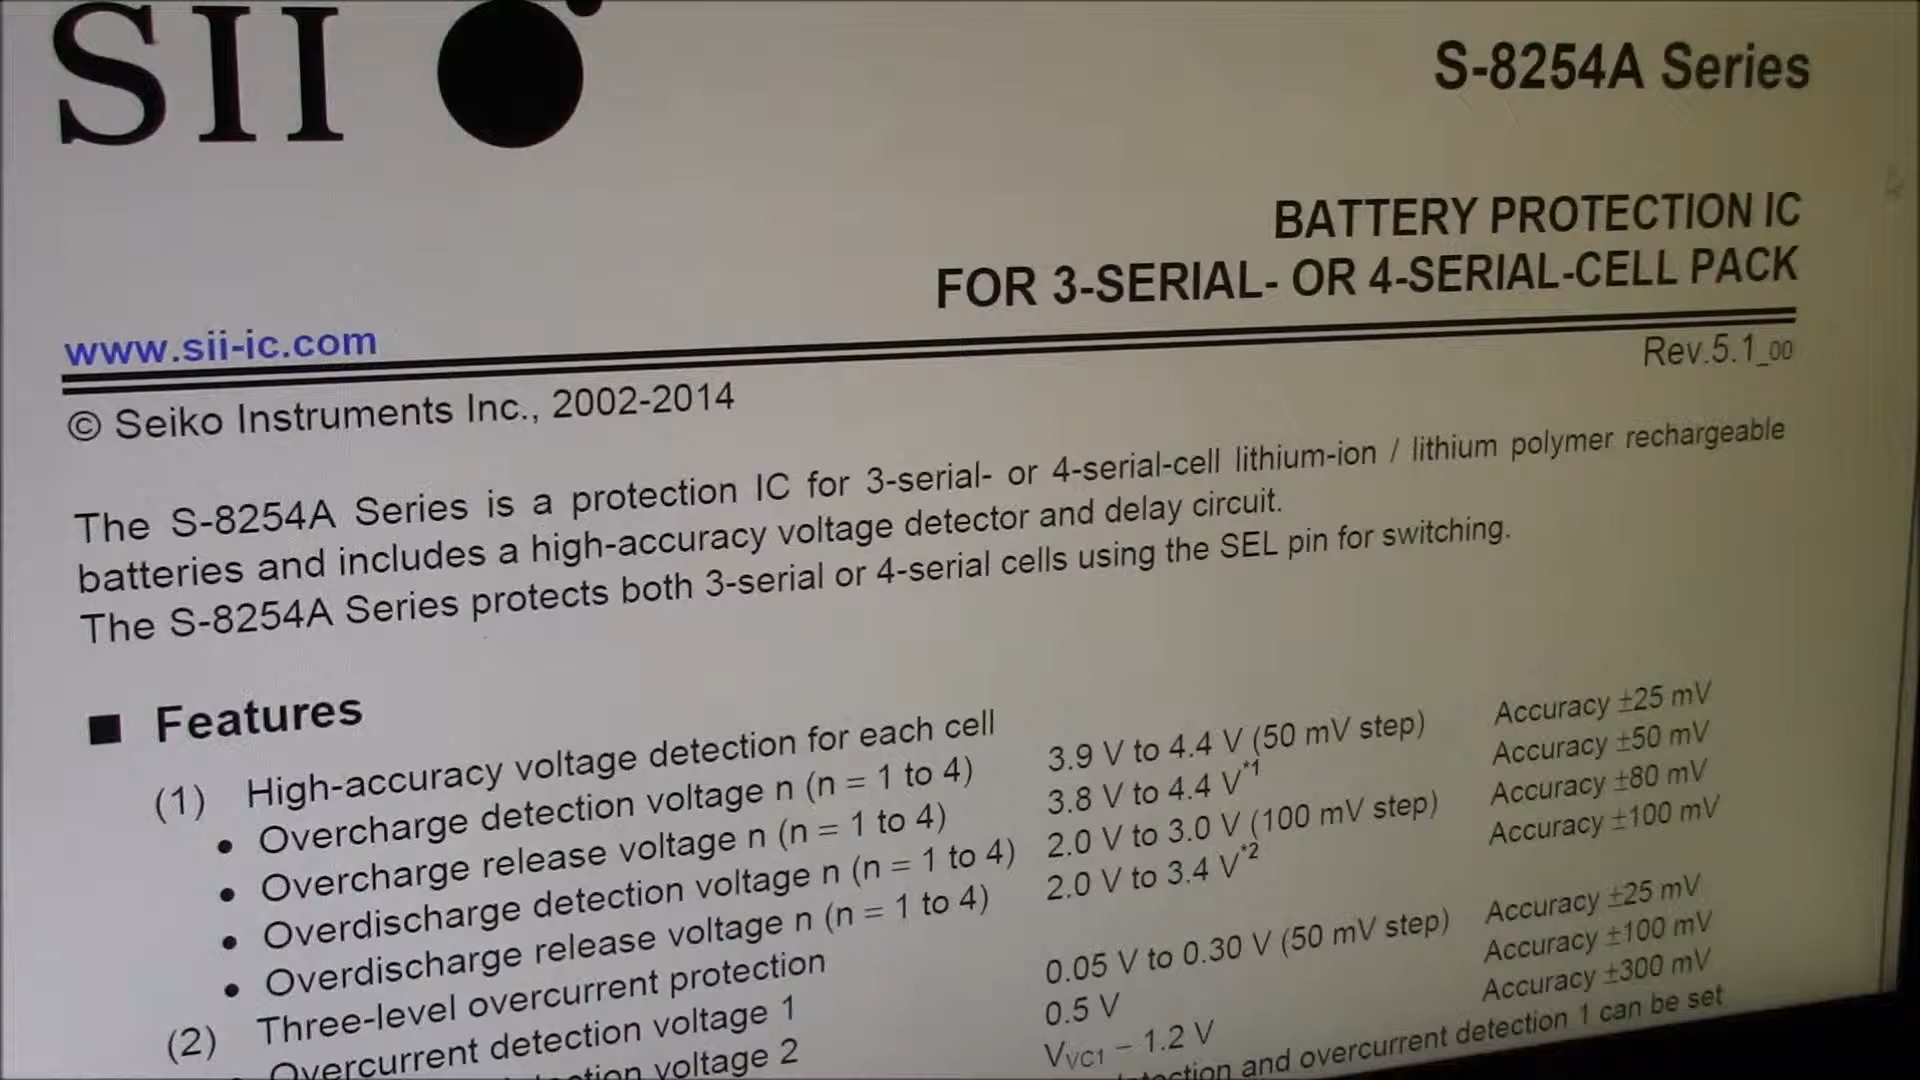 SII
S-8254A Series
BATTERY PROTECTION IC
FOR 3-SERIAL- OR 4-SERIAL-CELL PACK
www.sii-ic.com
Rev.5.1_00
© Seiko Instruments Inc., 2002-2014
The S-8254A Series is a protection IC for 3-serial- or 4-serial-cell lithium-ion / lithium polymer rechargeable
batteries and includes a high-accuracy voltage detector and delay circuit.
The S-8254A Series protects both 3-serial or 4-serial cells using the SEL pin for switching.
■ Features
(1) High-accuracy voltage detection for each cell
• Overcharge detection voltage n (n = 1 to 4) 3.9 V to 4.4 V (50 mV step) Accuracy ±25 mV
• Overcharge release voltage n (n = 1 to 4) 3.8 V to 4.4 V*1 Accuracy ±50 mV
• Overdischarge detection voltage n (n = 1 to 4) 2.0 V to 3.0 V (100 mV step) Accuracy ±80 mV
• Overdischarge release voltage n (n = 1 to 4) 2.0 V to 3.4 V*2 Accuracy ±100 mV
(2) Three-level overcurrent protection
Overcurrent detection voltage 1 0.05 V to 0.30 V (50 mV step) Accuracy ±25 mV
voltage 2 0.5 V Accuracy ±100 mV
VVC1 − 1.2 V Accuracy ±300 mV
and overcurrent detection 1 can be set